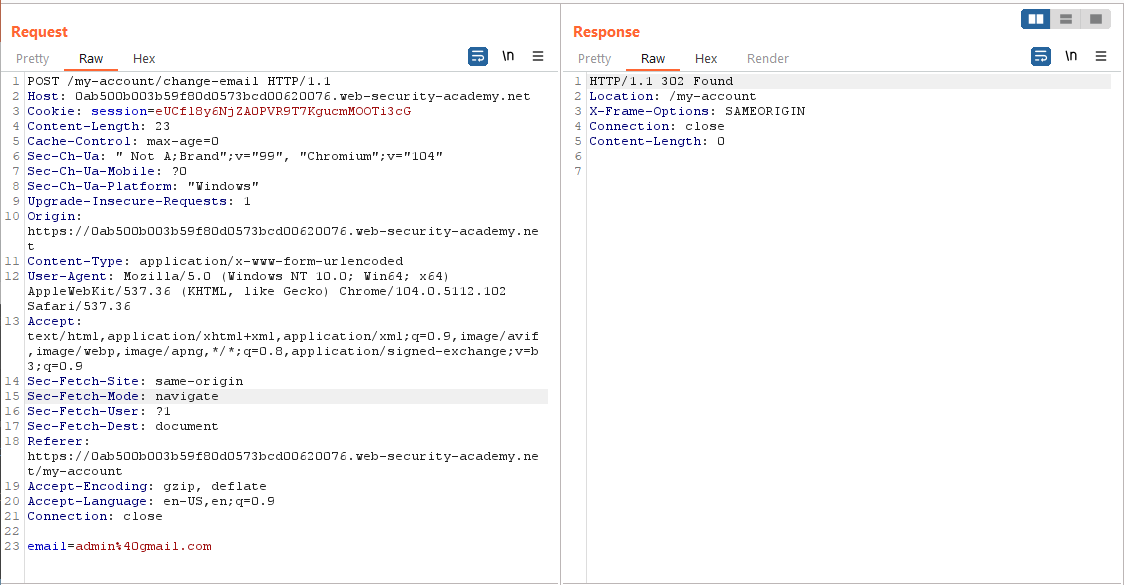 Request
Pretty Raw Hex \n
1 POST /my-account/change-email HTTP/1.1
2 Host: 0ab500b003b59f80d0573bcd00620076.web-security-academy.net
3 Cookie: session=eUCfl8y6NjZA0PVR9T7KgucmMOOTi3cG
4 Content-Length: 23
5 Cache-Control: max-age=0
6 Sec-Ch-Ua: " Not A;Brand";v="99", "Chromium";v="104"
7 Sec-Ch-Ua-Mobile: ?0
8 Sec-Ch-Ua-Platform: "Windows"
9 Upgrade-Insecure-Requests: 1
10 Origin:
https://0ab500b003b59f80d0573bcd00620076.web-security-academy.ne
t
11 Content-Type: application/x-www-form-urlencoded
12 User-Agent: Mozilla/5.0 (Windows NT 10.0; Win64; x64)
AppleWebKit/537.36 (KHTML, like Gecko) Chrome/104.0.5112.102
Safari/537.36
13 Accept:
text/html,application/xhtml+xml,application/xml;q=0.9,image/avif
,image/webp,image/apng,*/*;q=0.8,application/signed-exchange;v=b
3;q=0.9
14 Sec-Fetch-Site: same-origin
15 Sec-Fetch-Mode: navigate
16 Sec-Fetch-User: ?1
17 Sec-Fetch-Dest: document
18 Referer:
https://0ab500b003b59f80d0573bcd00620076.web-security-academy.ne
t/my-account
19 Accept-Encoding: gzip, deflate
20 Accept-Language: en-US,en;q=0.9
21 Connection: close
22
23 email=admin%40gmail.com
Response
Pretty Raw Hex Render \n
1 HTTP/1.1 302 Found
2 Location: /my-account
3 X-Frame-Options: SAMEORIGIN
4 Connection: close
5 Content-Length: 0
6
7